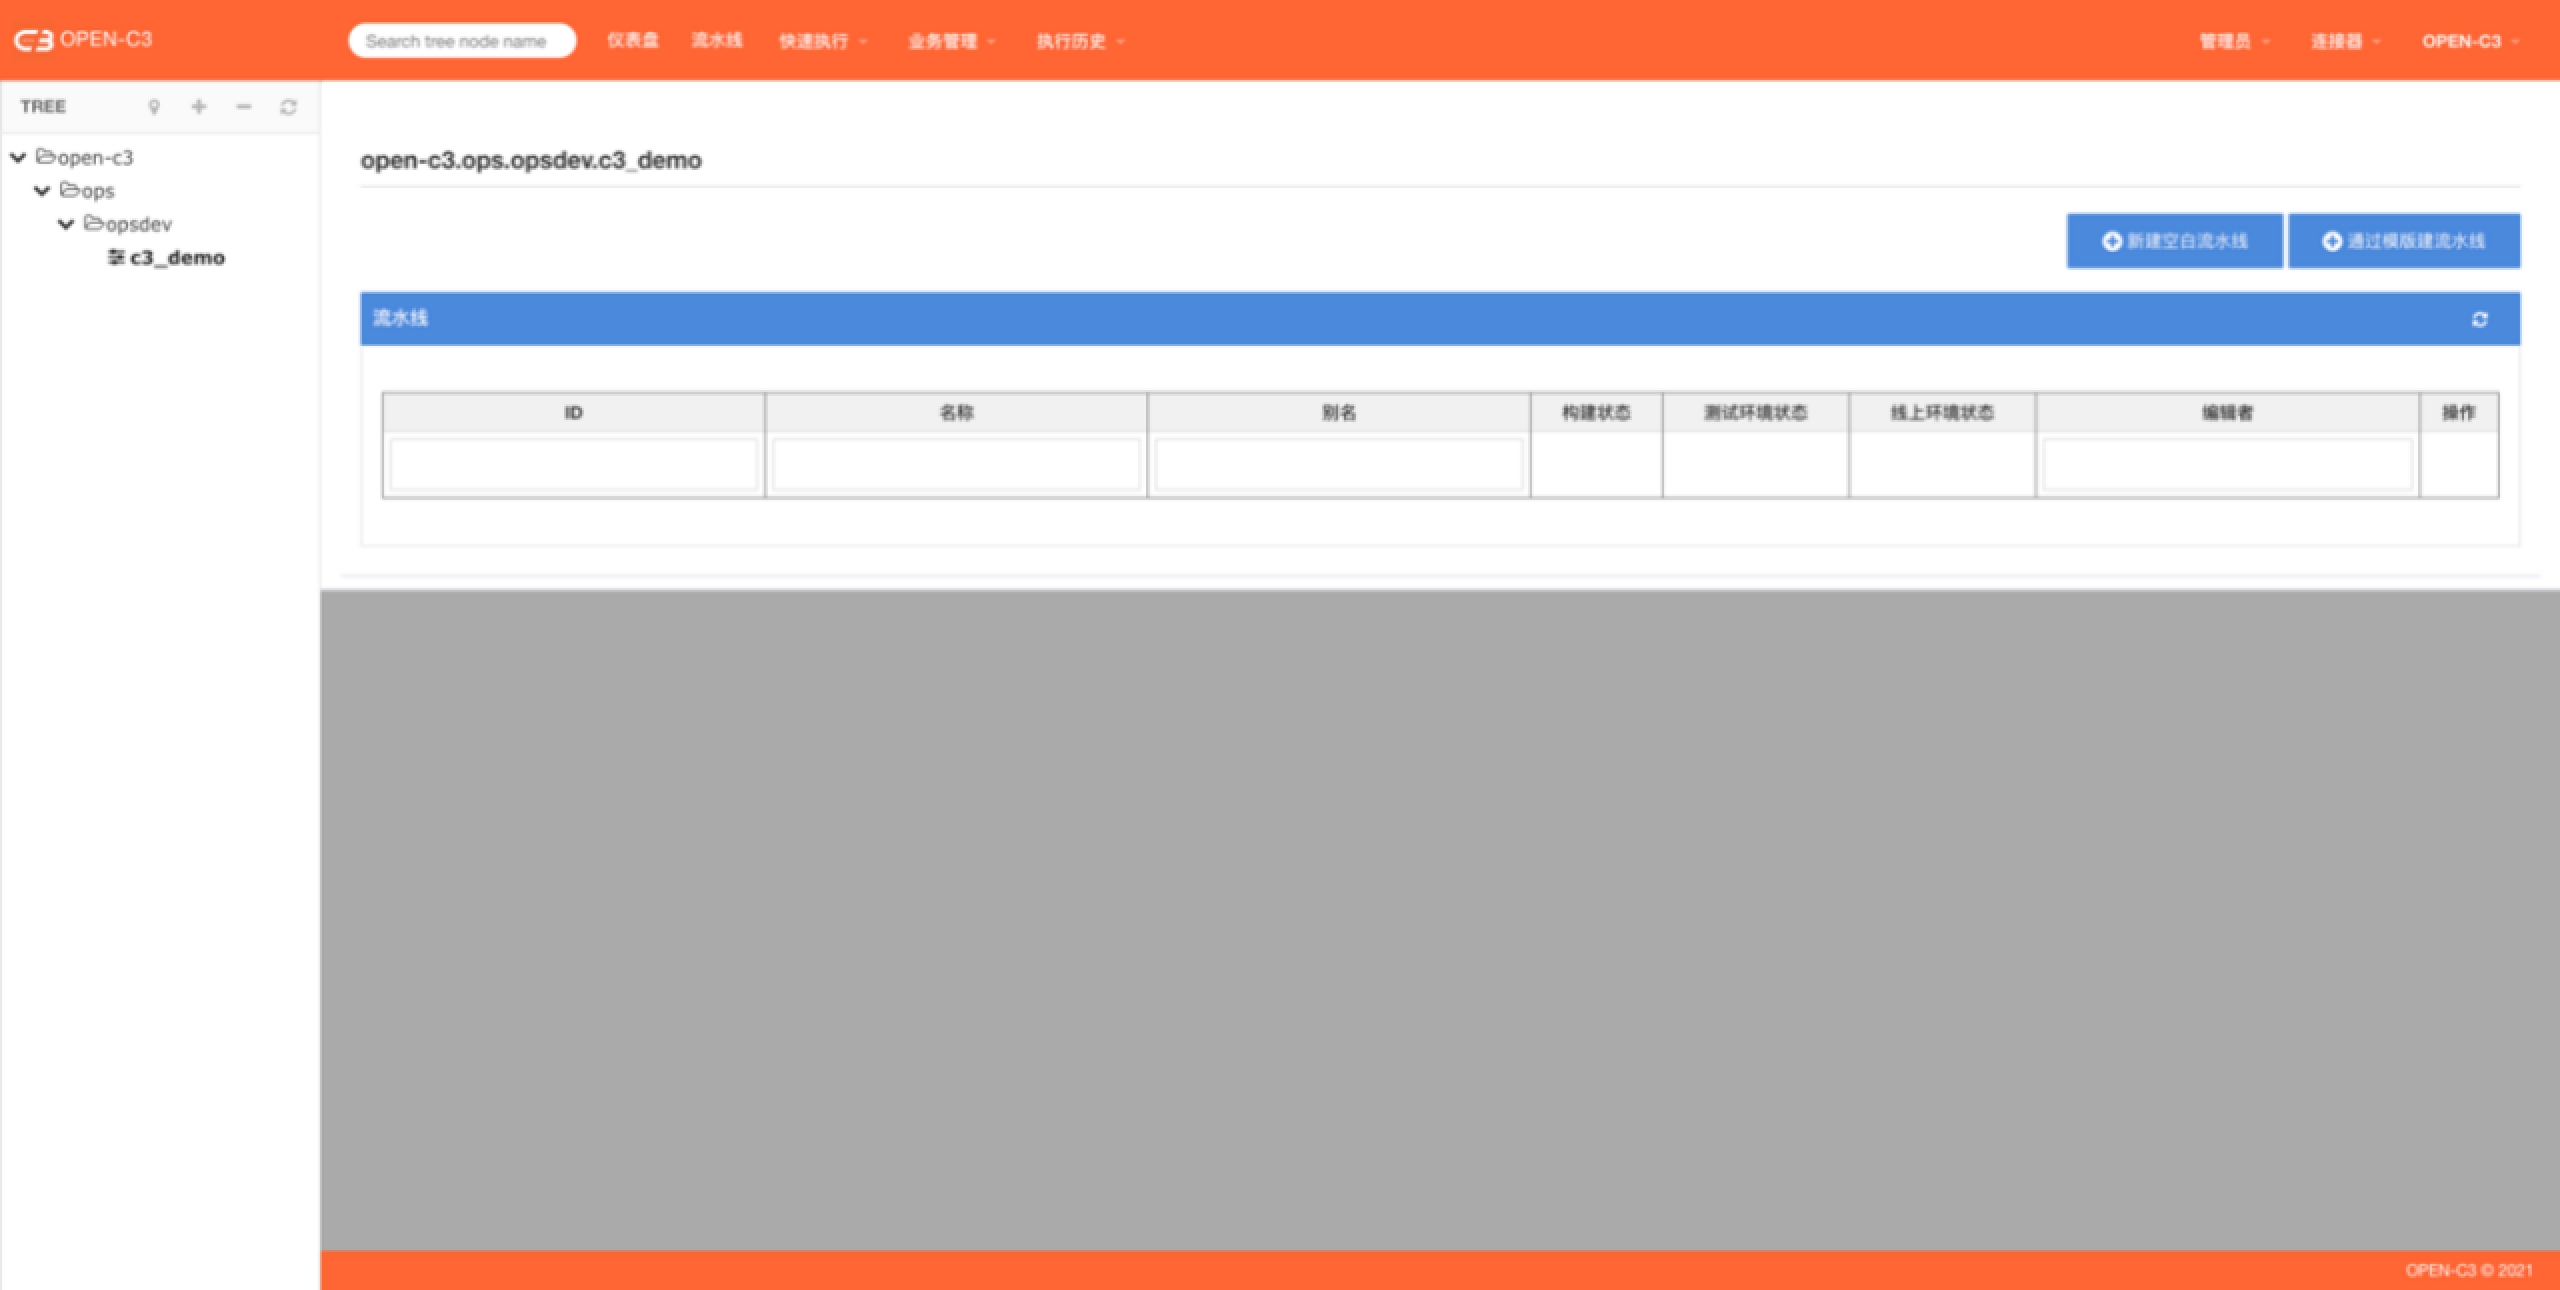 OPEN-C3 Search tree node name 仪表盘 流水线 快速执行 业务管理 执行历史 管理员 连接器 OPEN-C3
TREE
open-c3
ops
opsdev
c3_demo
open-c3.ops.opsdev.c3_demo
新建空白流水线 通过模版建流水线
流水线
ID 名称 别名 构建状态 测试环境状态 线上环境状态 编辑者 操作
OPEN-C3 © 2021